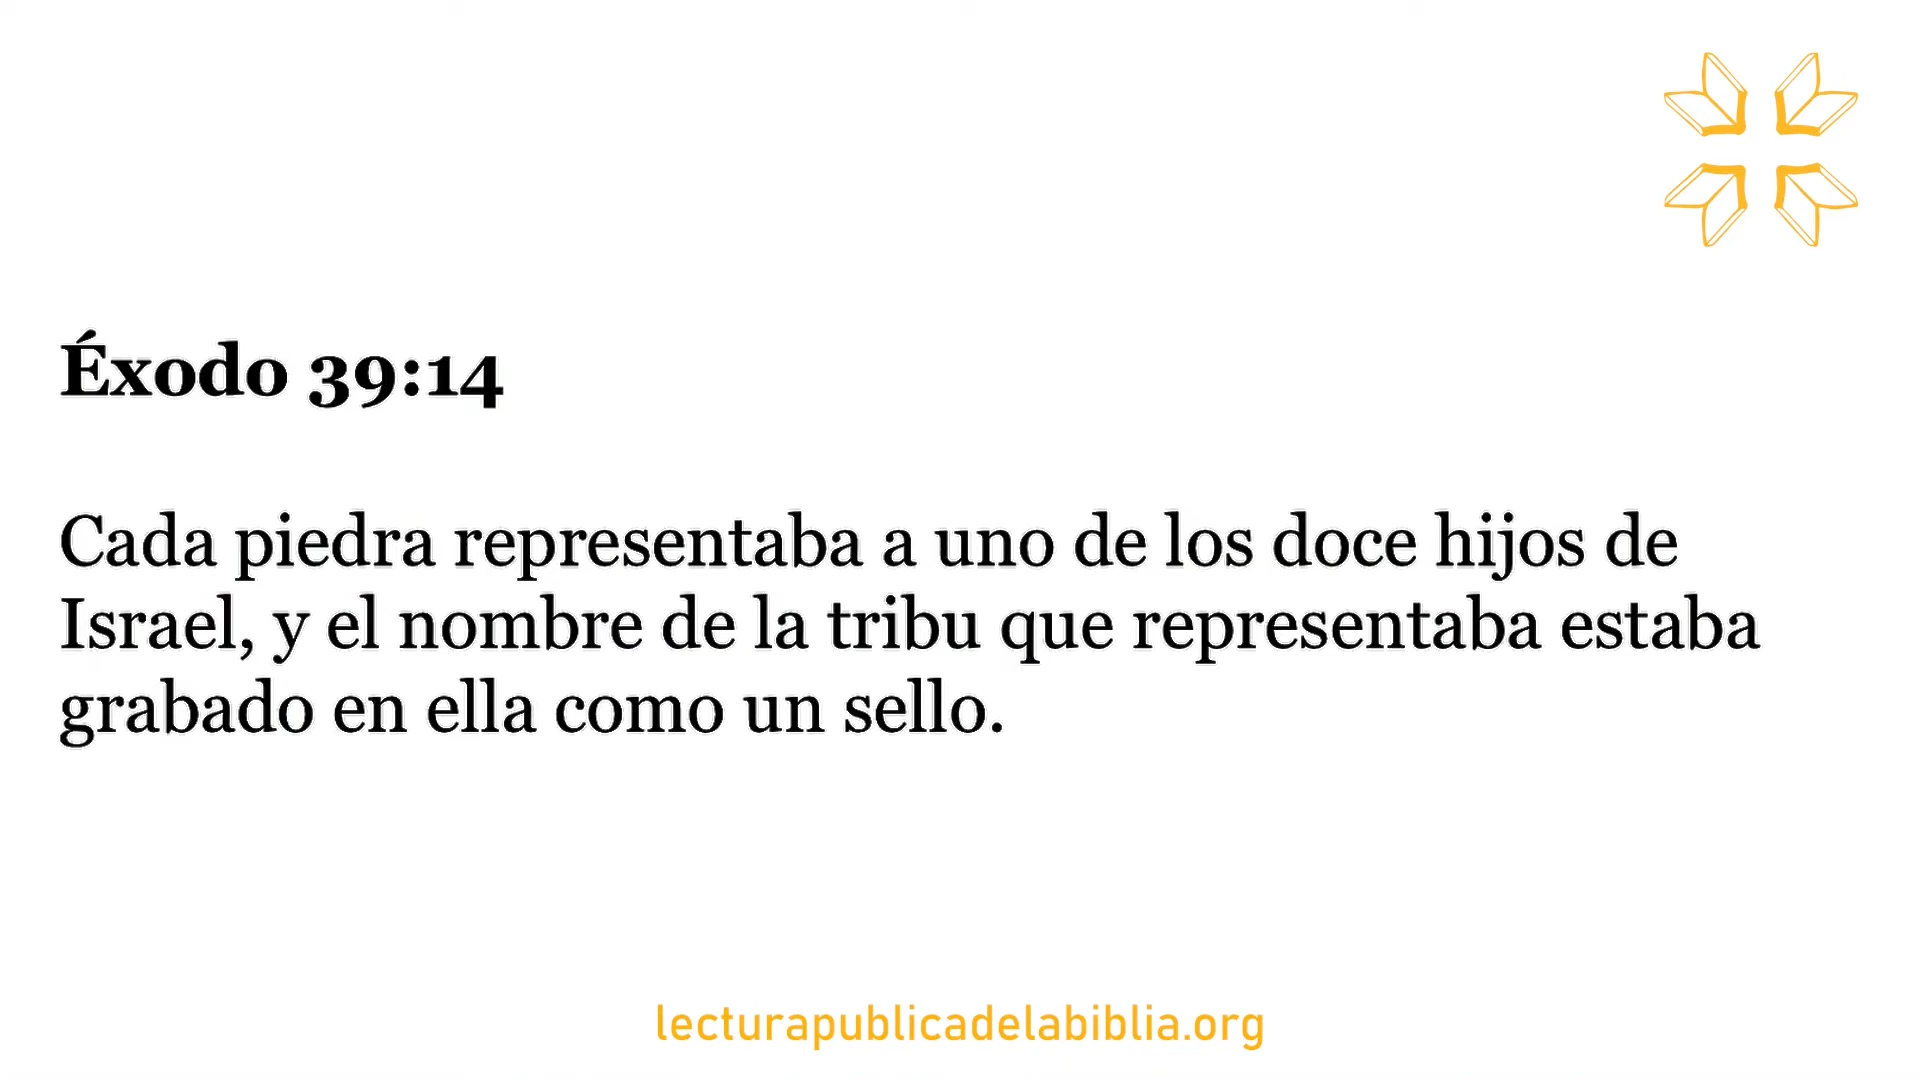 Éxodo 39:14
Cada piedra representaba a uno de los doce hijos de
Israel, y el nombre de la tribu que representaba estaba
grabado en ella como un sello.
lecturapublicadelabiblia.org